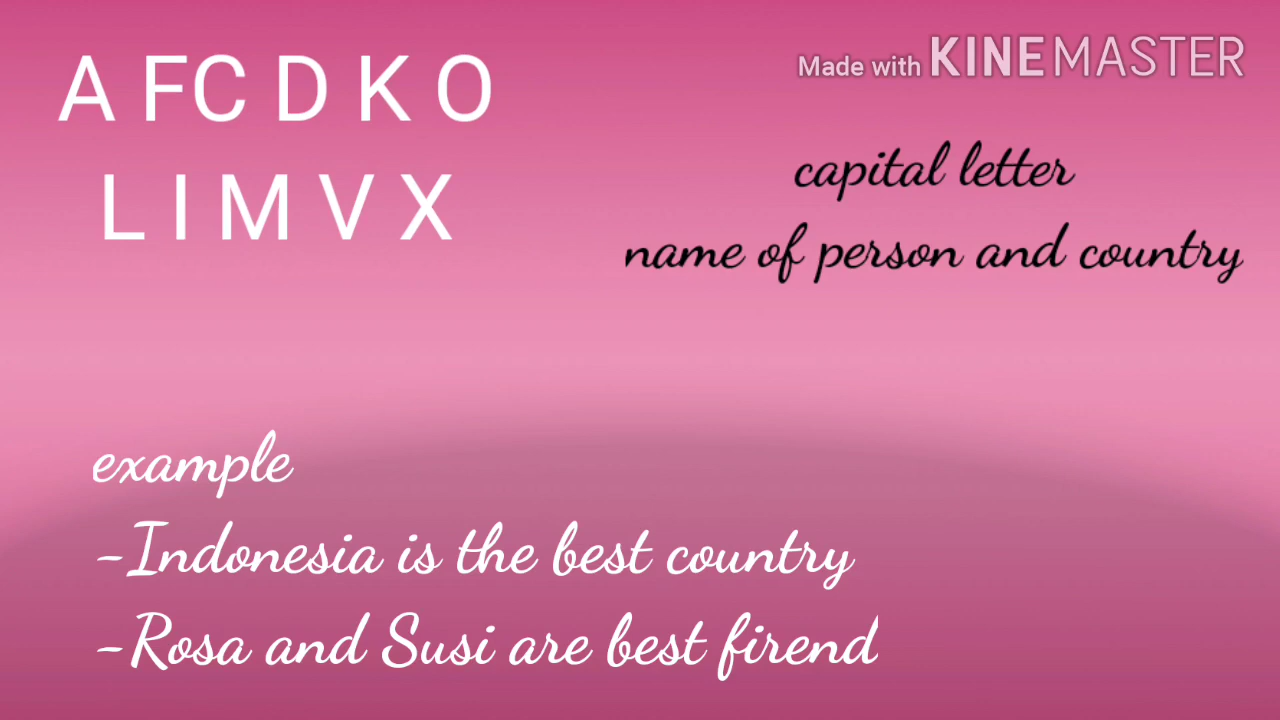 A FC D K O
L I M V X
Made with KINEMASTER
capital letter
name of person and country
example
-Indonesia is the best country
-Rosa and Susi are best firend